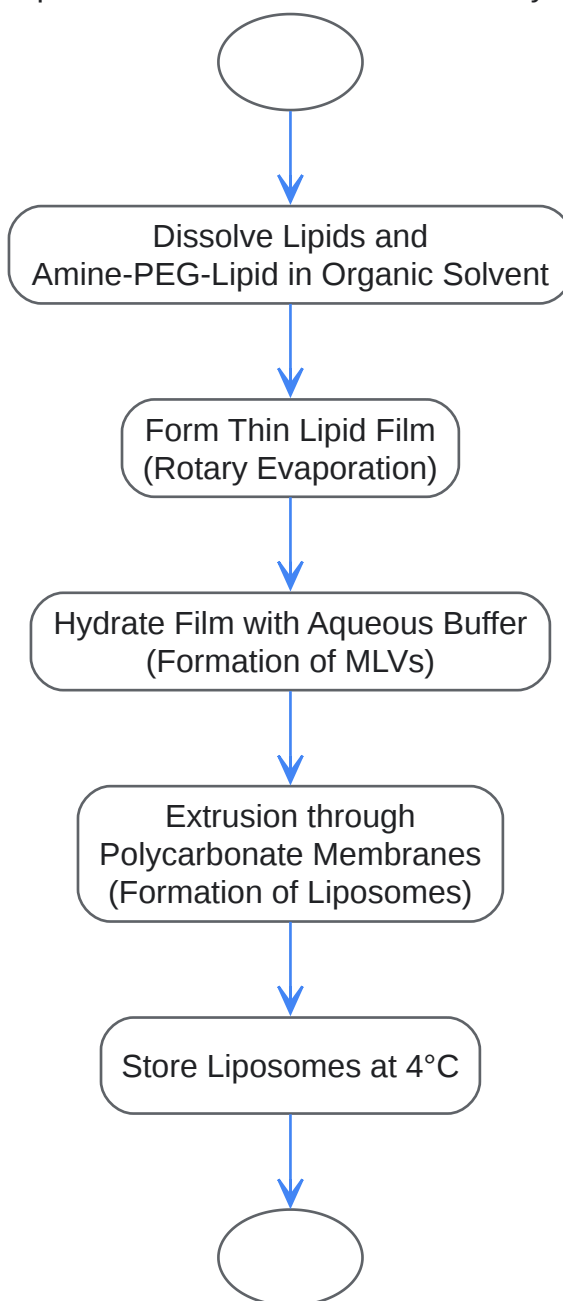 Dissolve Lipids and
Amine-PEG-Lipid in Organic Solvent
Form Thin Lipid Film
(Rotary Evaporation)
Hydrate Film with Aqueous Buffer
(Formation of MLVs)
Extrusion through
Polycarbonate Membranes
(Formation of Liposomes)
Store Liposomes at 4°C